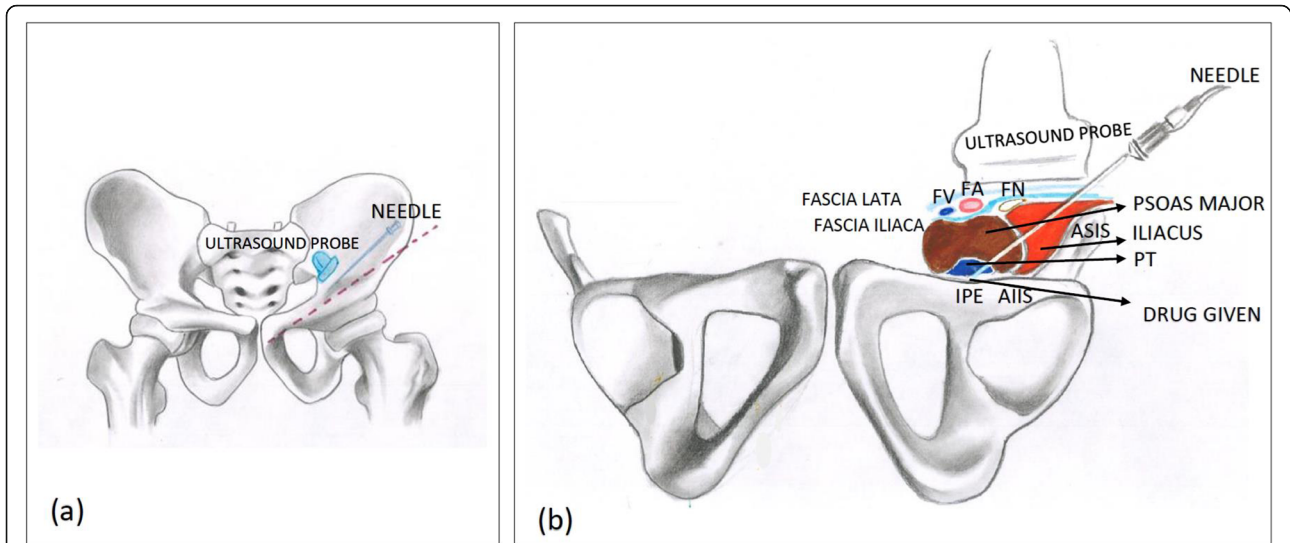 NEEDLE
ULTRASOUND PROBE
(a)
NEEDLE
ULTRASOUND PROBE
FASCIA LATA
FV
FA
FN
FASCIA ILIACA
PSOAS MAJOR
ASIS
ILIACUS
PT
IPE
AIIS
DRUG GIVEN
(b)